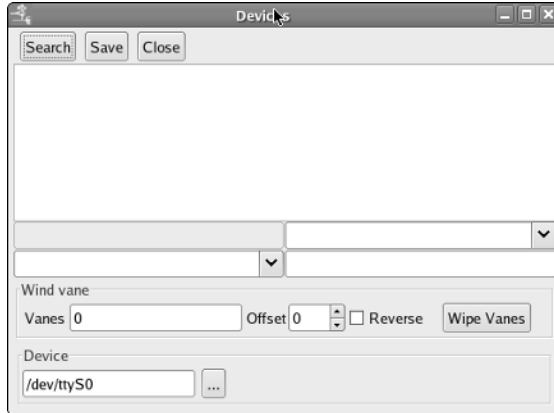 Devices
Search Save Close
Wind vane
Vanes 0 Offset 0 Reverse Wipe Vanes
Device
/dev/ttyS0 ...